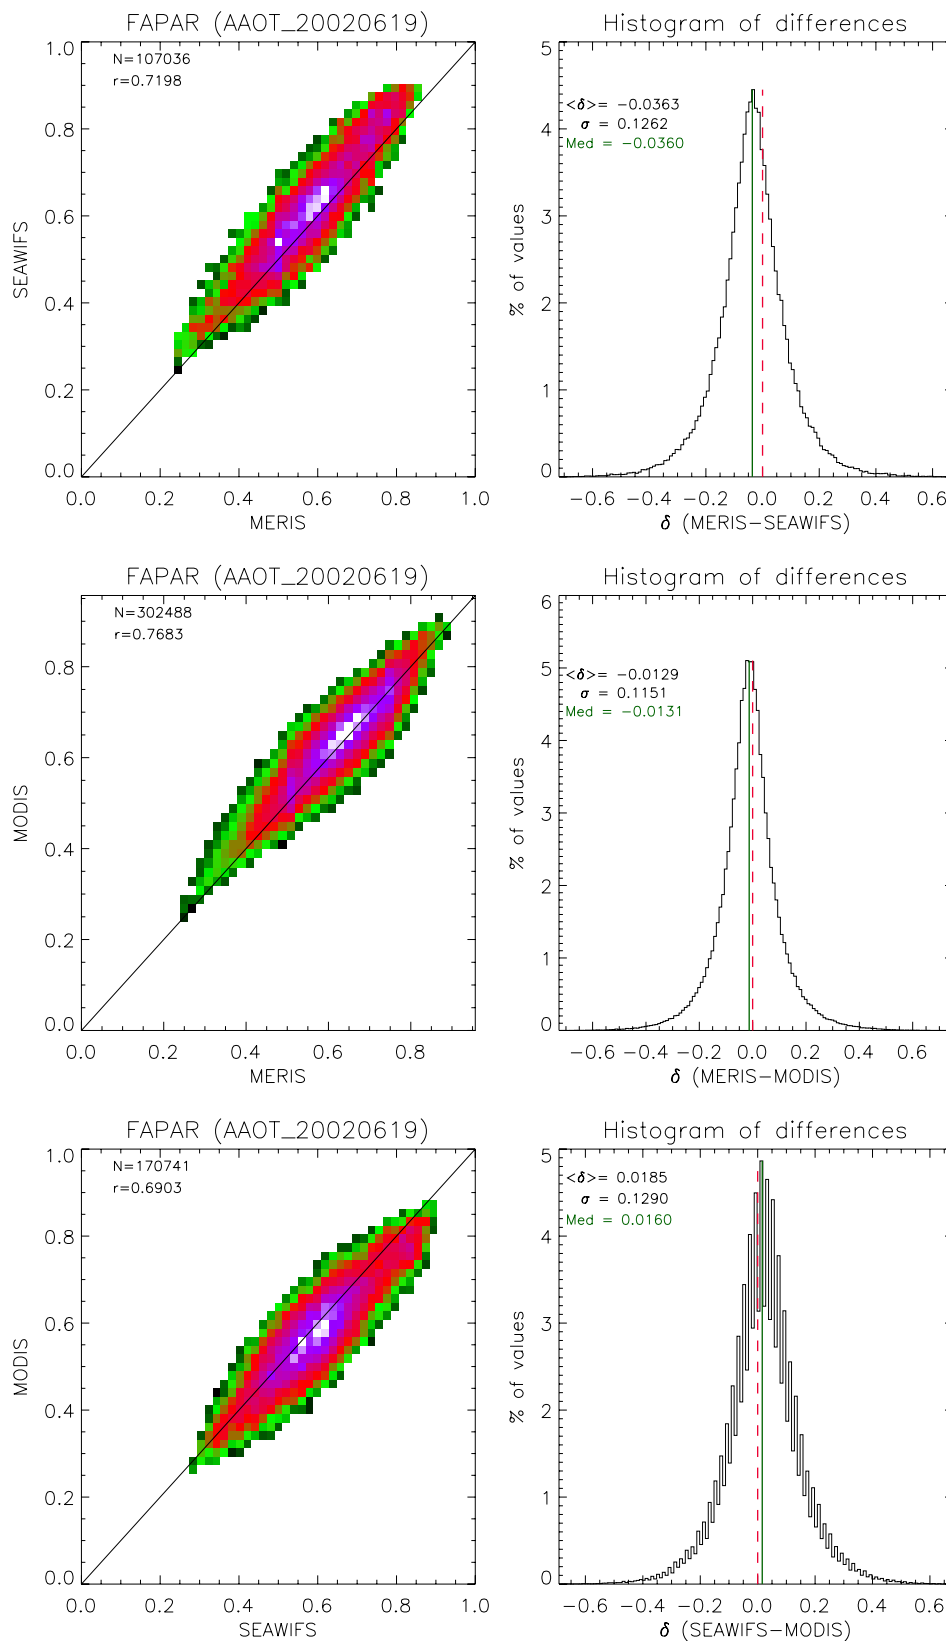 FAPAR (AAOT_20020619)
N=107036
r=0.7198
1.0
0.8
0.6
0.4
0.2
0.0
SEAWIFS
0.0 0.2 0.4 0.6 0.8 1.0
MERIS
Histogram of differences
<δ>= -0.0363
σ = 0.1262
Med = -0.0360
5
4
3
2
1
0
% of values
-0.6 -0.4 -0.2 0.0 0.2 0.4 0.6
δ (MERIS-SEAWIFS)
FAPAR (AAOT_20020619)
N=302488
r=0.7683
0.8
0.6
0.4
0.2
0.0
MODIS
0.0 0.2 0.4 0.6 0.8
MERIS
Histogram of differences
<δ>= -0.0129
σ = 0.1151
Med = -0.0131
6
5
4
3
2
1
0
% of values
-0.6 -0.4 -0.2 0.0 0.2 0.4 0.6
δ (MERIS-MODIS)
FAPAR (AAOT_20020619)
N=170741
r=0.6903
1.0
0.8
0.6
0.4
0.2
0.0
MODIS
0.0 0.2 0.4 0.6 0.8 1.0
SEAWIFS
Histogram of differences
<δ>= 0.0185
σ = 0.1290
Med = 0.0160
5
4
3
2
1
0
% of values
-0.6 -0.4 -0.2 0.0 0.2 0.4 0.6
δ (SEAWIFS-MODIS)